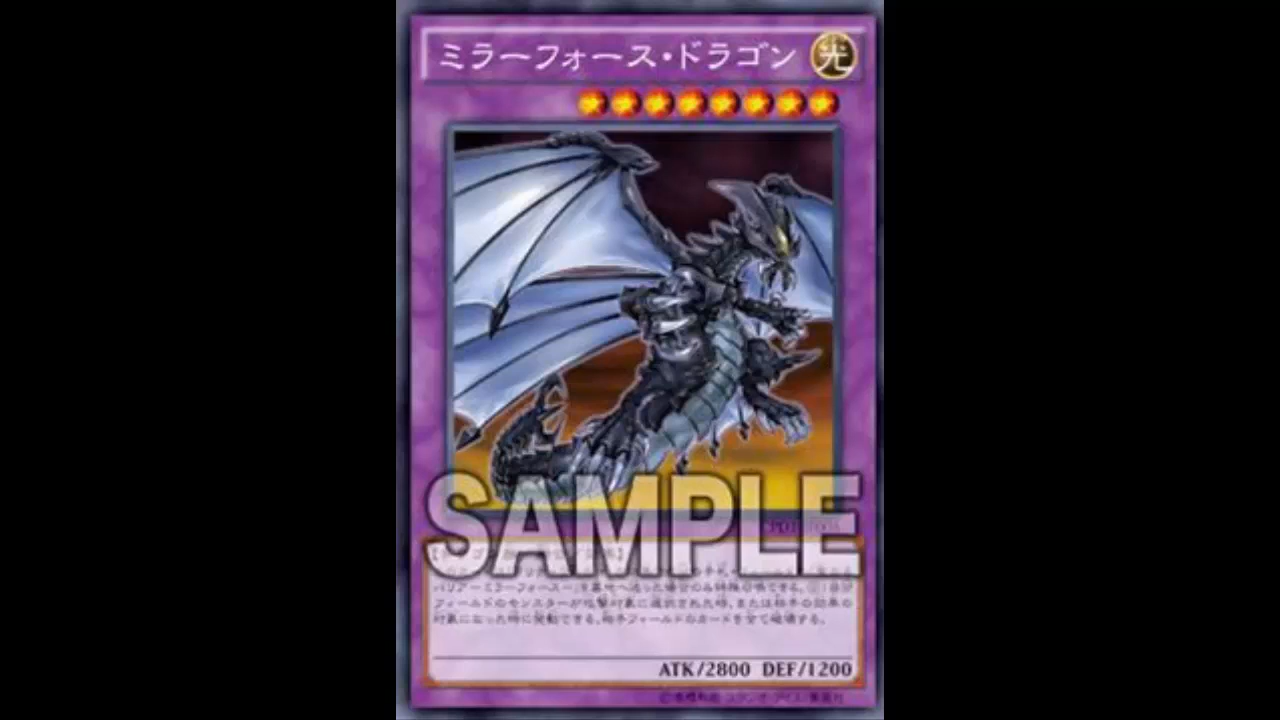 ミラーフォース・ドラゴン 光
SAMPLE
バリアーミラーフォースー」を墓地へ送った場合のみ特殊召喚できる。①:自分
フィールドのモンスターが攻撃対象に選択された時、または相手の効果の
対象になった時に発動できる。相手フィールドのカードを全て破壊する。
ATK/2800 DEF/1200